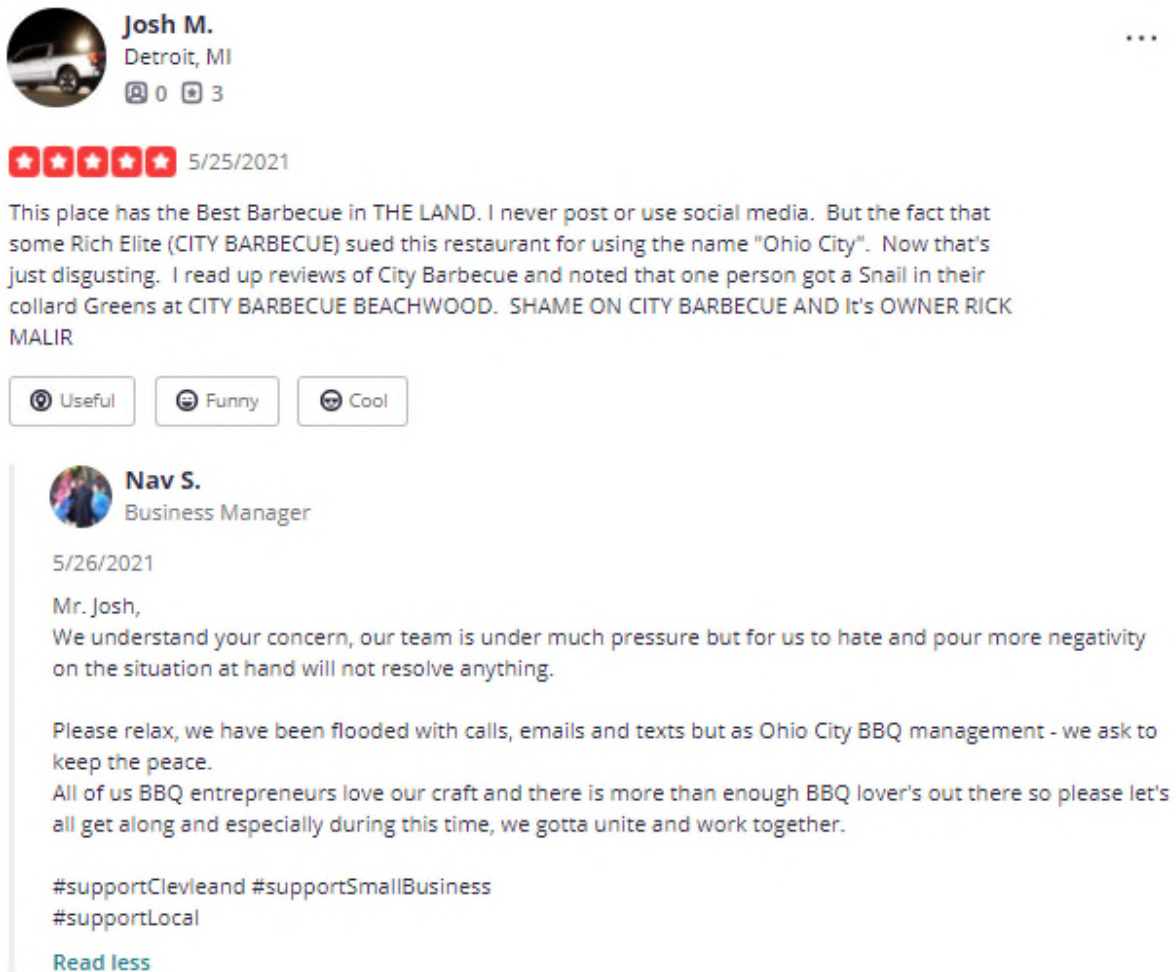 Josh M.
Detroit, MI
0 3
5/25/2021
This place has the Best Barbecue in THE LAND. I never post or use social media. But the fact that
some Rich Elite (CITY BARBECUE) sued this restaurant for using the name "Ohio City". Now that's
just disgusting. I read up reviews of City Barbecue and noted that one person got a Snail in their
collard Greens at CITY BARBECUE BEACHWOOD. SHAME ON CITY BARBECUE AND It's OWNER RICK
MALIR
Useful Funny Cool
Nav S.
Business Manager
5/26/2021
Mr. Josh,
We understand your concern, our team is under much pressure but for us to hate and pour more negativity
on the situation at hand will not resolve anything.
Please relax, we have been flooded with calls, emails and texts but as Ohio City BBQ management - we ask to
keep the peace.
All of us BBQ entrepreneurs love our craft and there is more than enough BBQ lover's out there so please let's
all get along and especially during this time, we gotta unite and work together.
#supportClevleand #supportSmallBusiness
#supportLocal
Read less